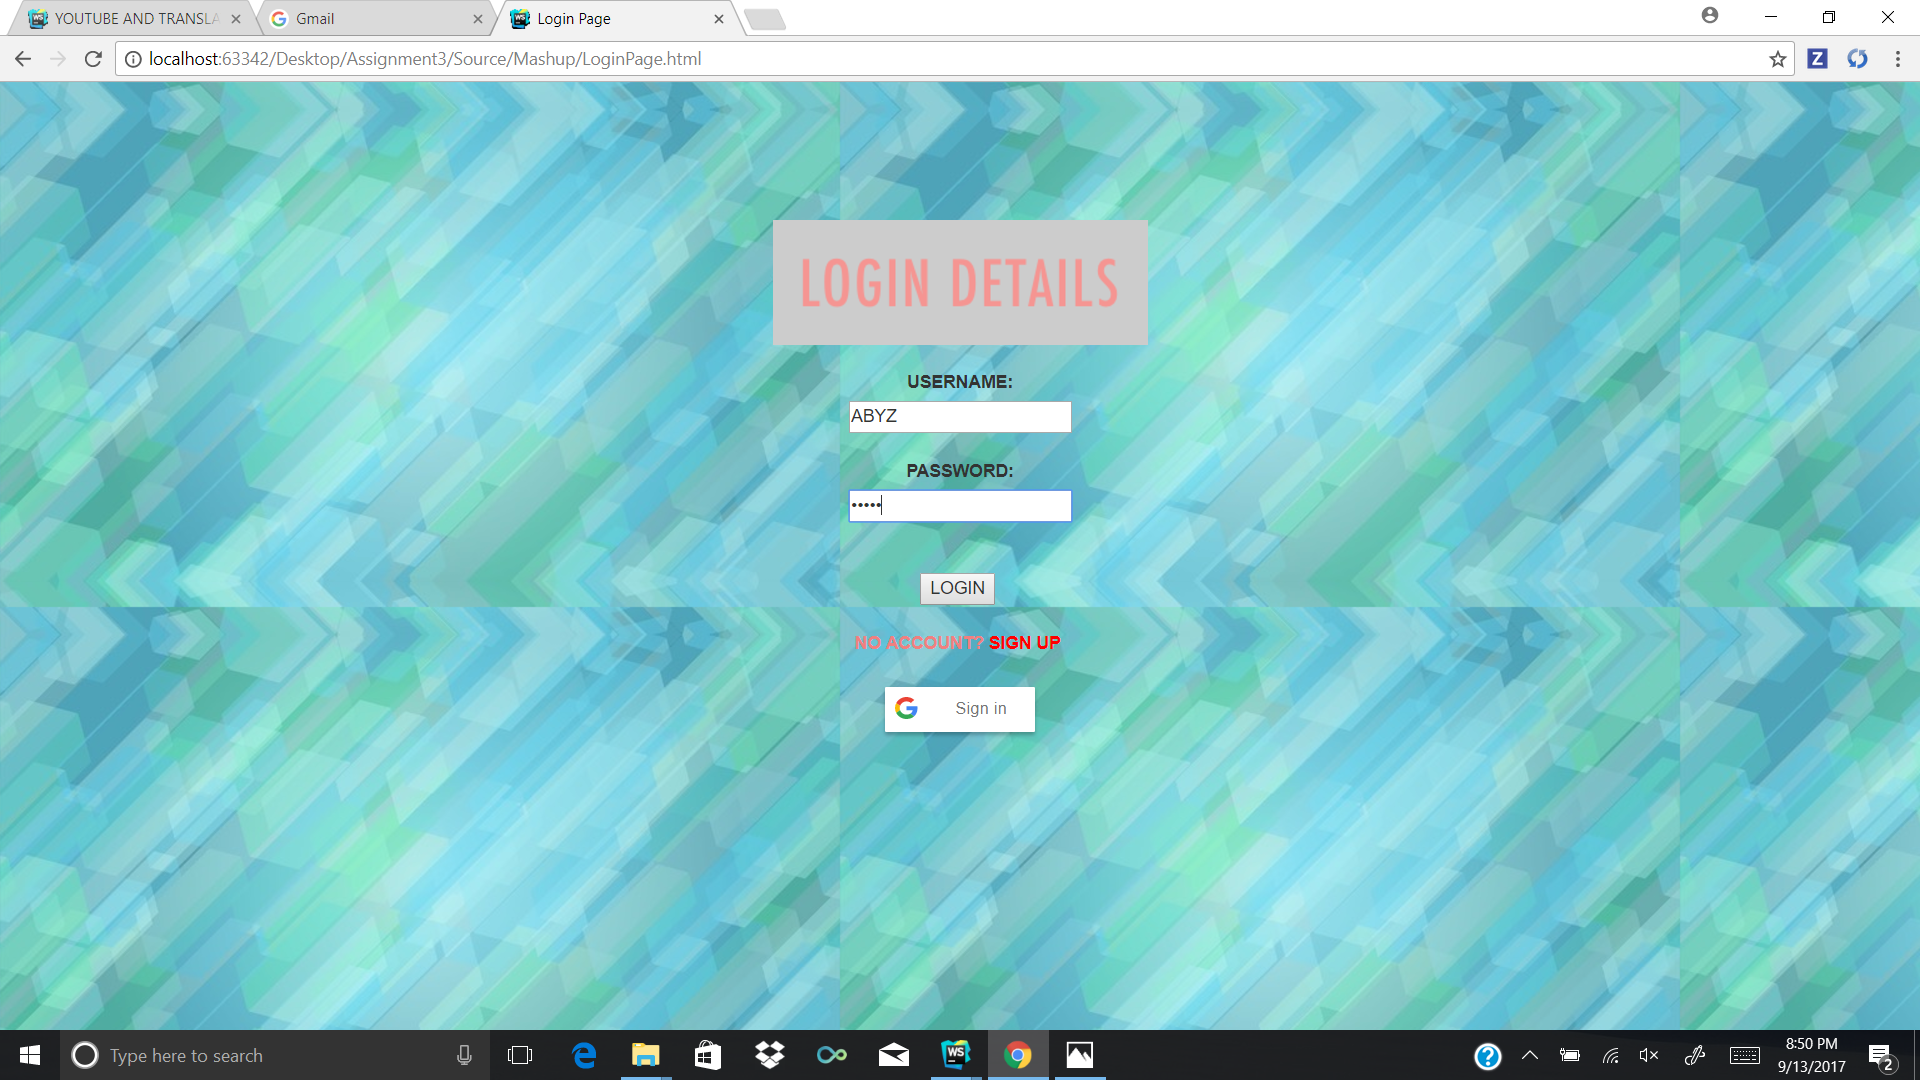 YOUTUBE AND TRANSLA
Gmail
Login Page
localhost:63342/Desktop/Assignment3/Source/Mashup/LoginPage.html
Z
LOGIN DETAILS
USERNAME:
ABYZ
PASSWORD:
•••••
LOGIN
NO ACCOUNT? SIGN UP
Sign in
Type here to search
WS
8:50 PM
9/13/2017
2